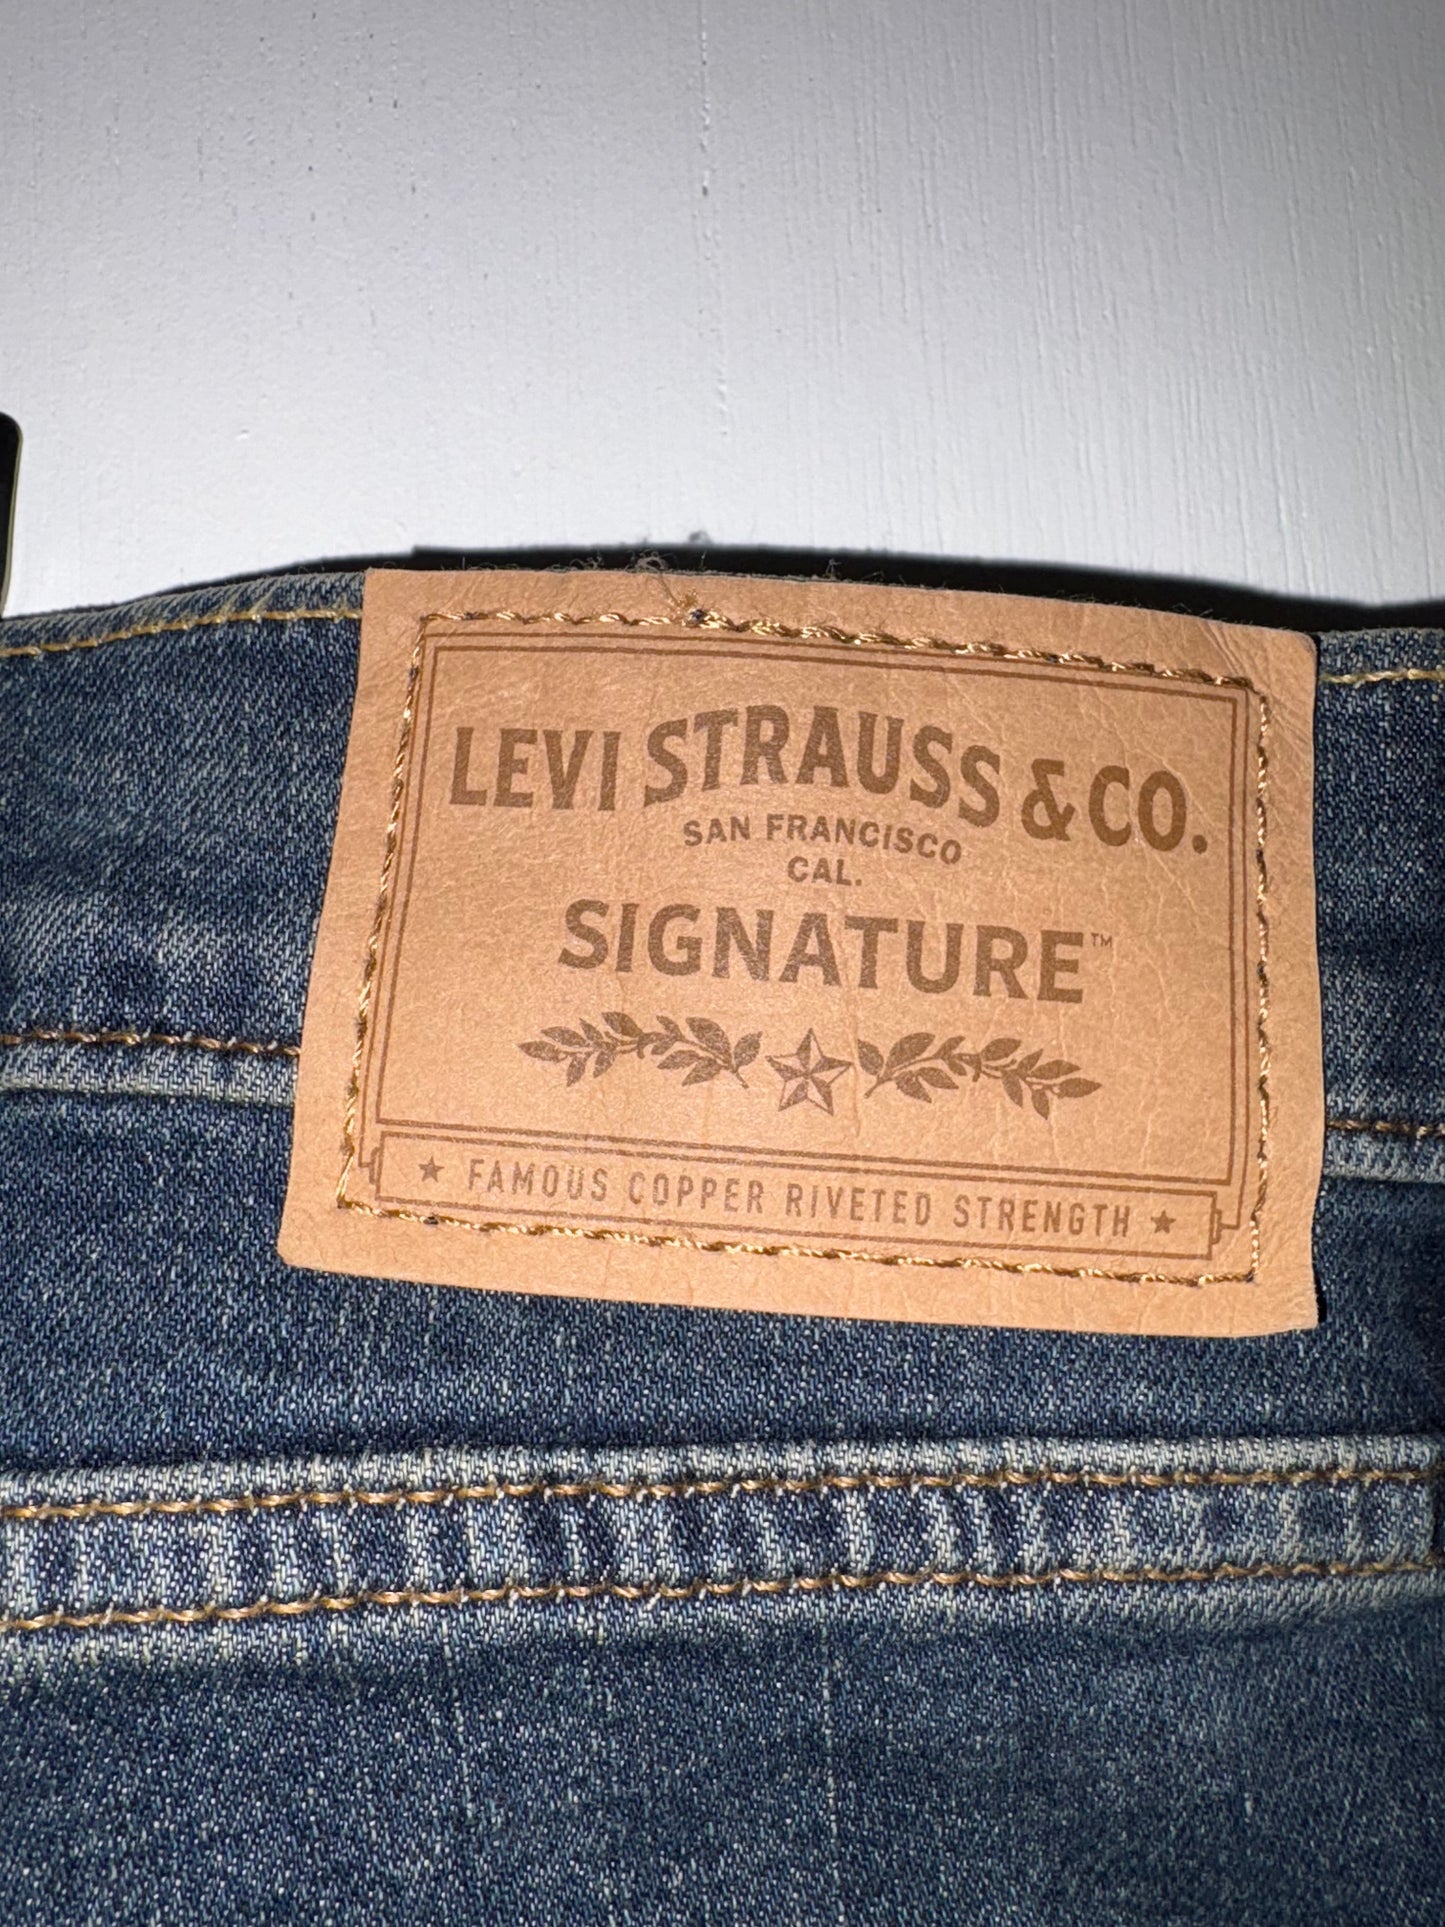 LEVI STRAUSS & CO.
SAN FRANCISCO
CAL.
SIGNATURE™
★ FAMOUS COPPER RIVETED STRENGTH ★